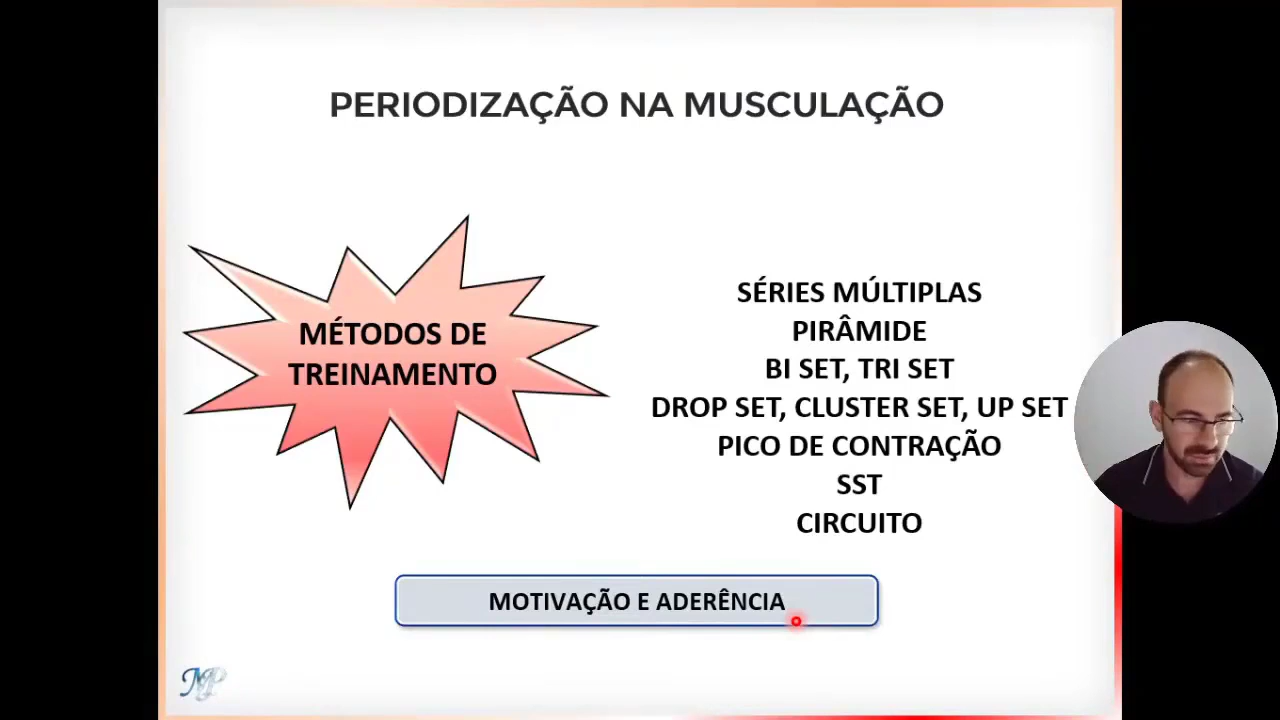 PERIODIZAÇÃO NA MUSCULAÇÃO
MÉTODOS DE
TREINAMENTO
SÉRIES MÚLTIPLAS
PIRÂMIDE
BI SET, TRI SET
DROP SET, CLUSTER SET, UP SET
PICO DE CONTRAÇÃO
SST
CIRCUITO
MOTIVAÇÃO E ADERÊNCIA
MP